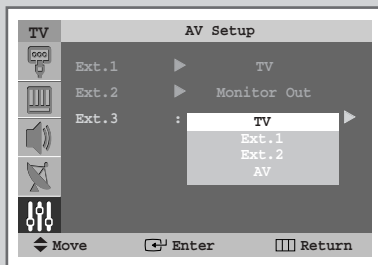 TV AV Setup
Ext.1 ▶ TV
Ext.2 ▶ Monitor Out
Ext.3 : TV ▶
Ext.1
Ext.2
AV
Move Enter Return